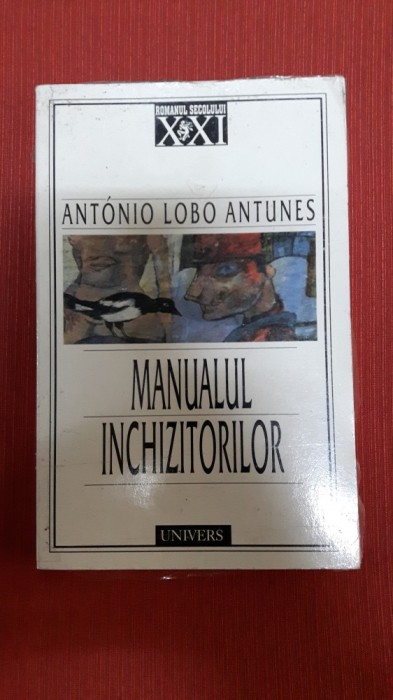 ROMANUL SECOLULUI
XXI
ANTÓNIO LOBO ANTUNES
MANUALUL
INCHIZITORILOR
UNIVERS